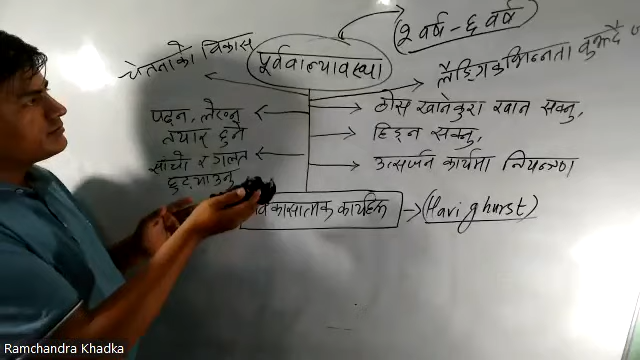 २ वर्ष - ६ वर्ष
चेतनाको विकास
पूर्वबाल्यावस्था
लैङ्गिक भिन्नता बुझ्दै
पढ्न, लेख्न
तयार हुने
साँचो र गलत
छुट्याउनु
ठोस खानेकुरा खान सक्नु,
हिड्न सक्नु,
उत्सर्जन कार्यमा नियन्त्रण
विकासात्मक कार्यहरू → (Havighurst)
Ramchandra Khadka